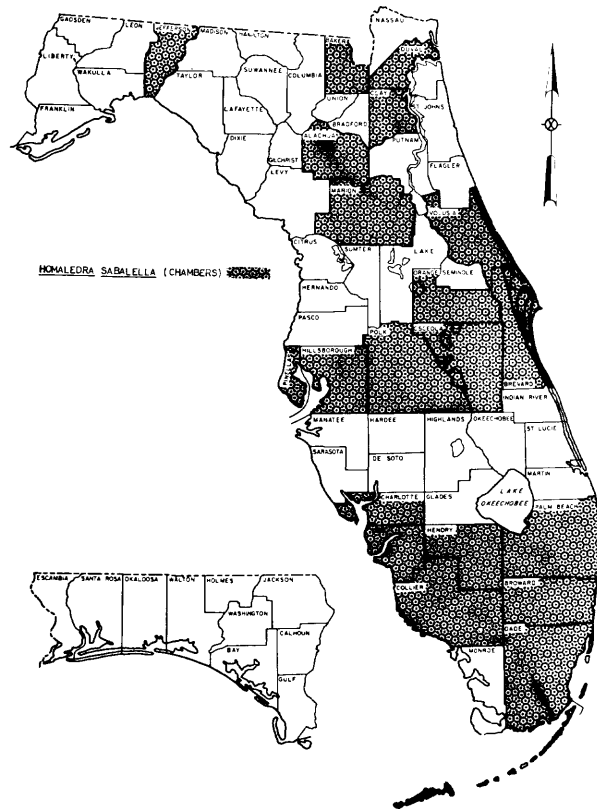 NASSAU
GADSDEN
LEON
JEFFERSON
MADISON
HAMILTON
BAKER
DUVAL
LIBERTY
WAKULLA
TAYLOR
SUWANNEE
COLUMBIA
UNION
CLAY
ST JOHNS
FRANKLIN
LAFAYETTE
BRADFORD
ALACHUA
PUTNAM
DIXIE
GILCHRIST
LEVY
FLAGLER
MARION
VOLUSIA
CITRUS
SUMTER
LAKE
HOMALEDRA SABALELLA (CHAMBERS)
ORANGE
SEMINOLE
HERNANDO
PASCO
POLK
OSCEOLA
PINELLAS
HILLSBOROUGH
BREVARD
INDIAN RIVER
MANATEE
HARDEE
HIGHLANDS
OKEECHOBEE
ST LUCIE
SARASOTA
DE SOTO
MARTIN
CHARLOTTE
GLADES
LAKE
OKEECHOBEE
PALM BEACH
HENDRY
COLLIER
BROWARD
DADE
MONROE
ESCAMBIA
SANTA ROSA
OKALOOSA
WALTON
HOLMES
JACKSON
WASHINGTON
CALHOUN
BAY
GULF